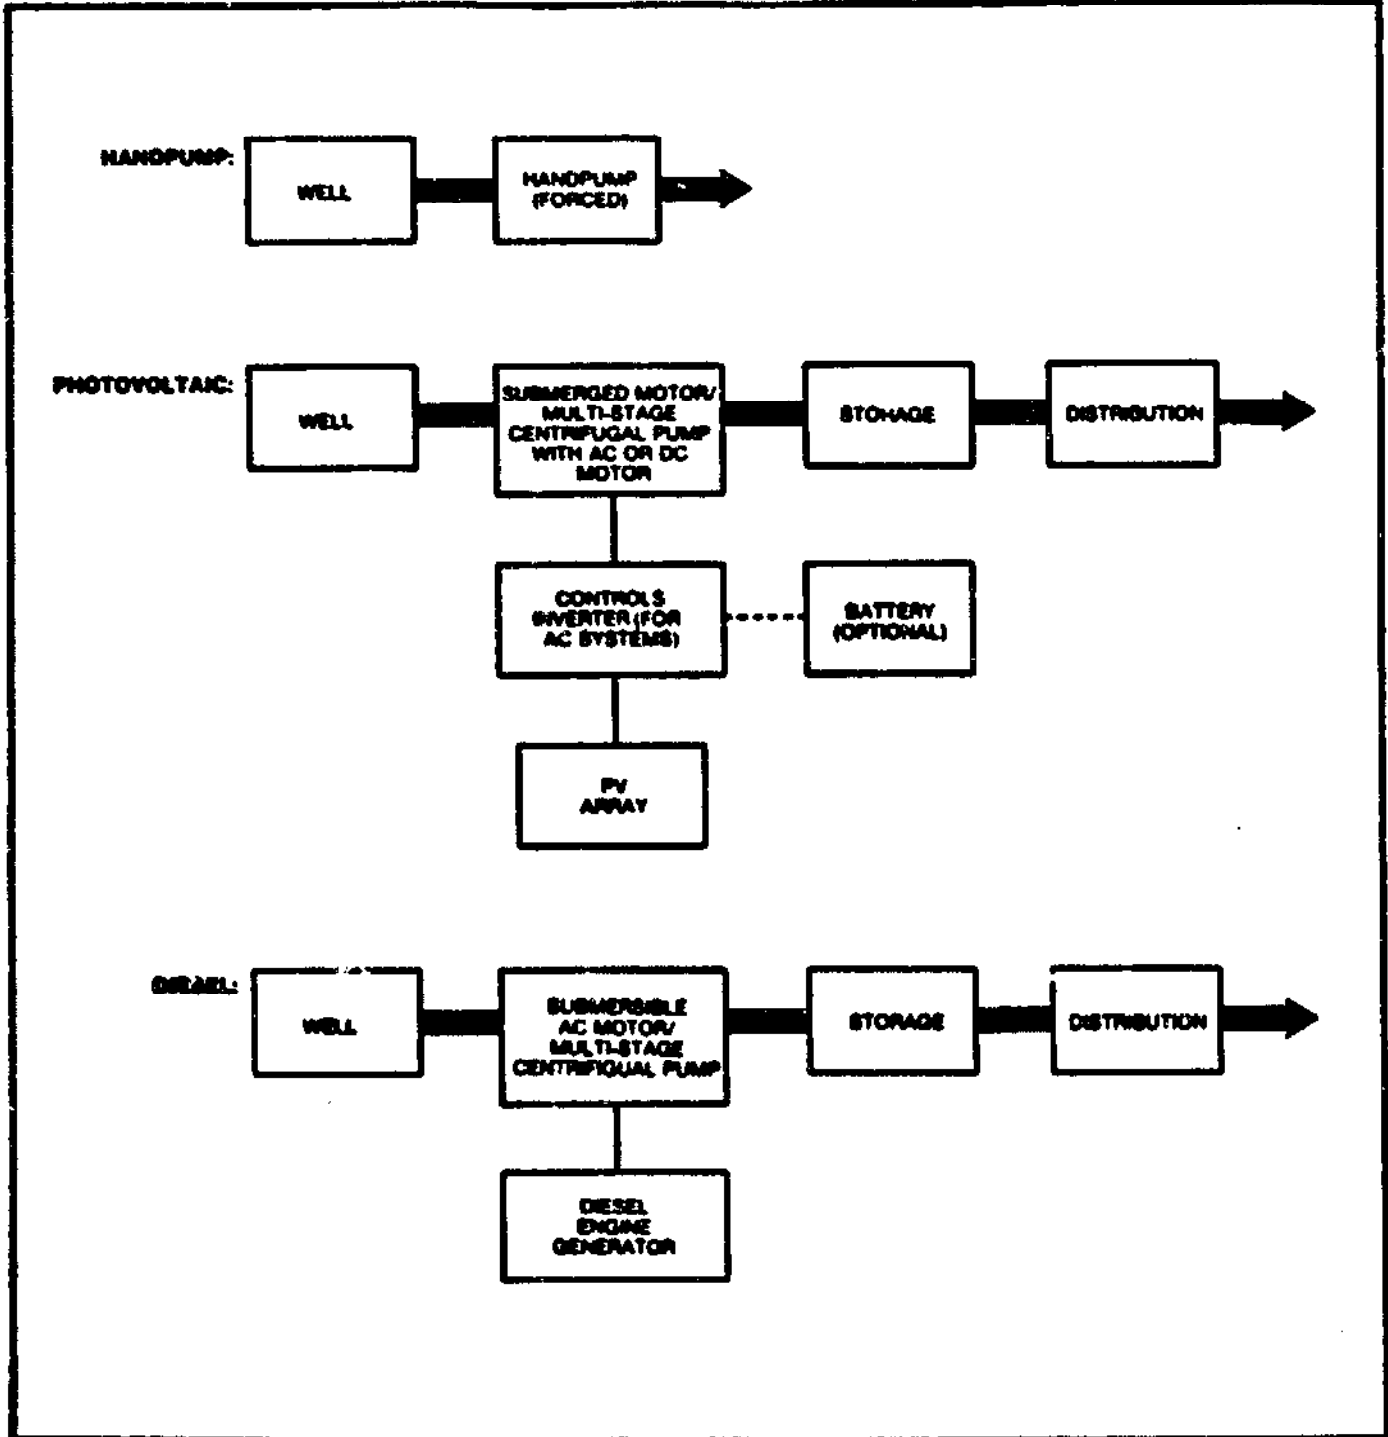 HANDPUMP:
WELL
HANDPUMP
(FORCED)
PHOTOVOLTAIC:
WELL
SUBMERGED MOTOR/
MULTI-STAGE
CENTRIFUGAL PUMP
WITH AC OR DC
MOTOR
STORAGE
DISTRIBUTION
CONTROLS
INVERTER (FOR
AC SYSTEMS)
BATTERY
(OPTIONAL)
PV
ARRAY
DIESEL:
WELL
SUBMERSIBLE
AC MOTOR/
MULTI-STAGE
CENTRIFIQUAL PUMP
STORAGE
DISTRIBUTION
DIESEL
ENGINE
GENERATOR